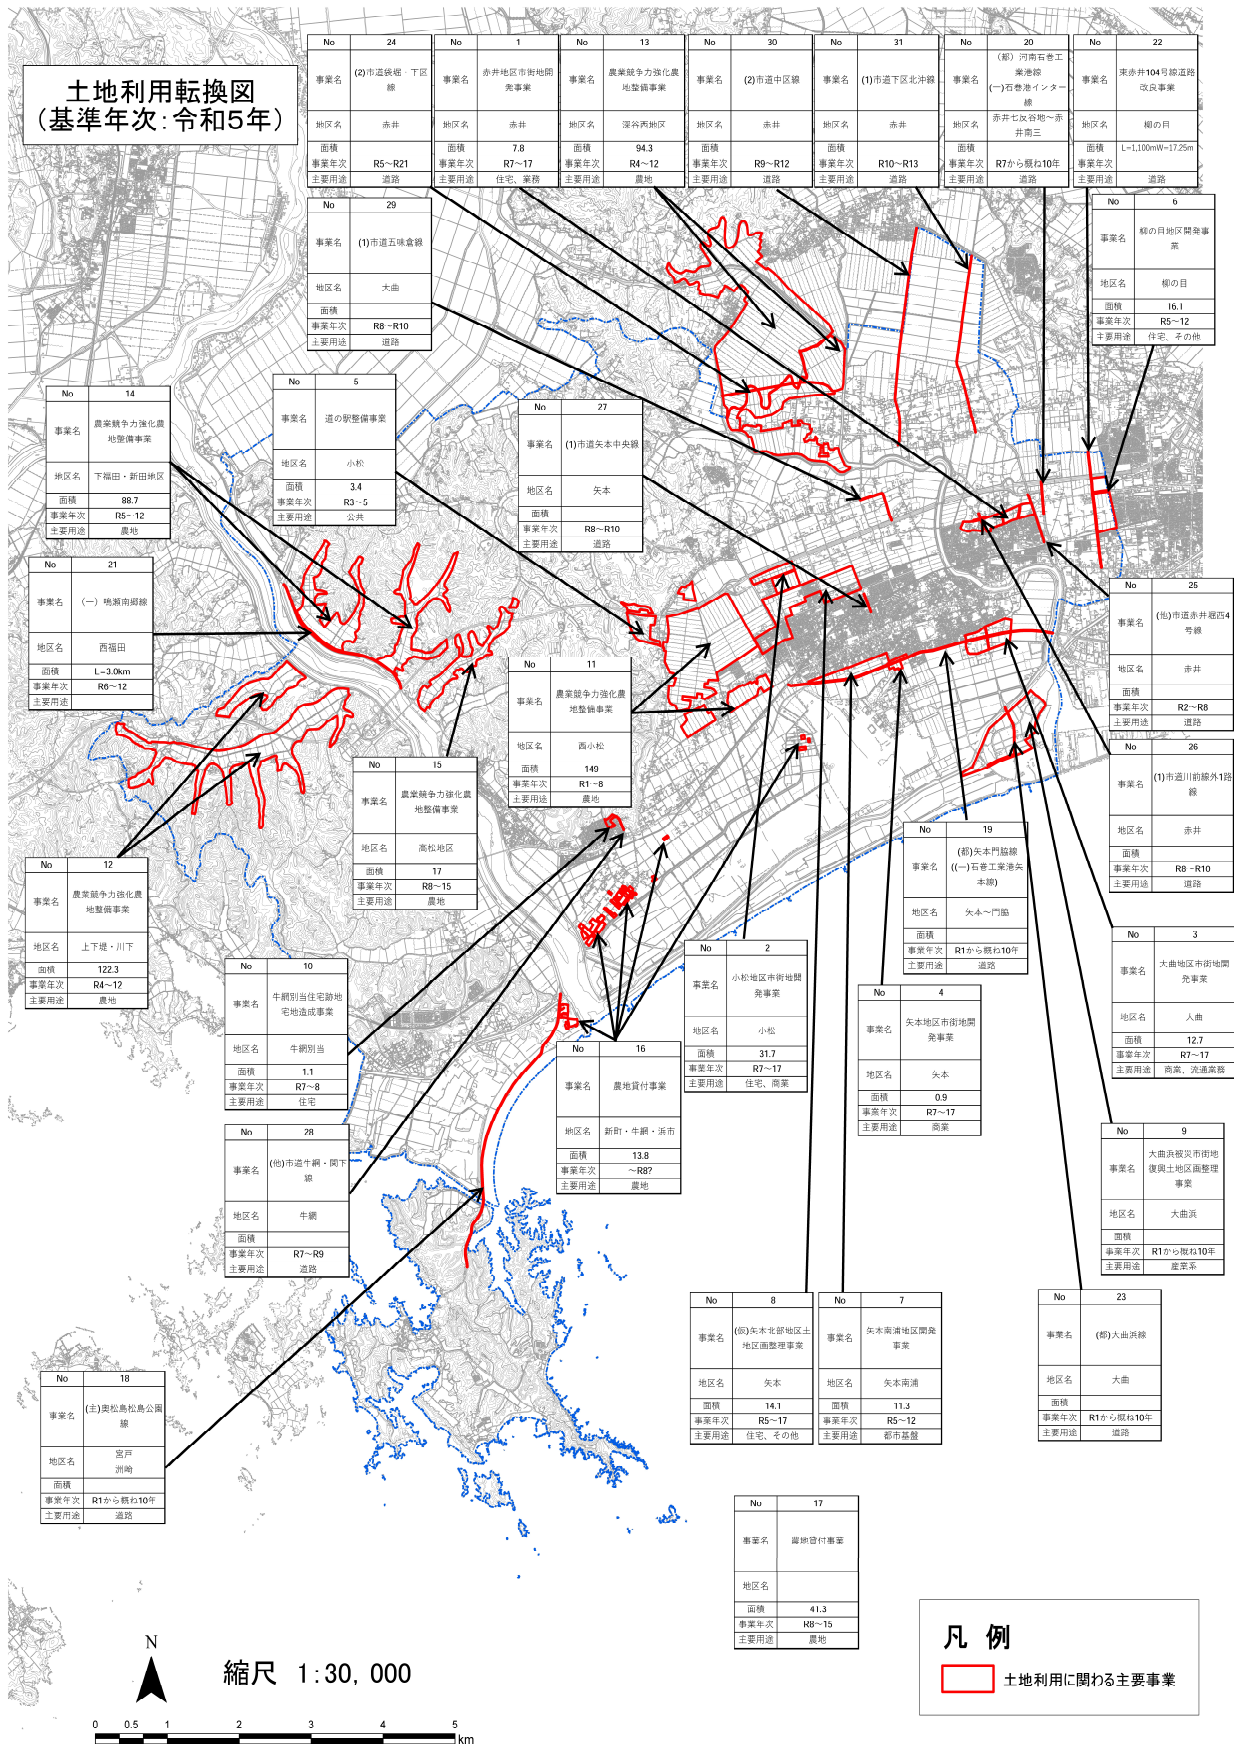 土地利用転換図
(基準年次:令和5年)
No 24
事業名 (2)市道袋堀・下区
線
地区名 赤井
面積
事業年次 R5～R21
主要用途 道路
No 1
事業名 赤井地区市街地開
発事業
地区名 赤井
面積 7.8
事業年次 R7～17
主要用途 住宅、業務
No 13
事業名 農業競争力強化農
地整備事業
地区名 深谷西地区
面積 94.3
事業年次 R4～12
主要用途 農地
No 30
事業名 (2)市道中区線
地区名 赤井
面積
事業年次 R9～R12
主要用途 道路
No 31
事業名 (1)市道下区北沖線
地区名 赤井
面積
事業年次 R10～R13
主要用途 道路
No 20
事業名 (都)河南石巻工
業港線
(一)石巻港インター
線
地区名 赤井七反谷地～赤
井南三
面積
事業年次 R7から概ね10年
主要用途 道路
No 22
事業名 東赤井104号線道路
改良事業
地区名 柳の目
面積 L=1,100mW=17.25m
事業年次
主要用途 道路
No 29
事業名 (1)市道五味倉線
地区名 大曲
面積
事業年次 R8～R10
主要用途 道路
No 6
事業名 柳の目地区開発事
業
地区名 柳の目
面積 16.1
事業年次 R5～12
主要用途 住宅、その他
No 14
事業名 農業競争力強化農
地整備事業
地区名 下福田・新田地区
面積 88.7
事業年次 R5～12
主要用途 農地
No 5
事業名 道の駅整備事業
地区名 小松
面積 3.4
事業年次 R3～5
主要用途 公共
No 27
事業名 (1)市道矢本中央線
地区名 矢本
面積
事業年次 R8～R10
主要用途 道路
No 21
事業名 (一)鳴瀬南郷線
地区名 西福田
面積 L=3.0km
事業年次 R6～12
主要用途
No 25
事業名 (他)市道赤井堀西4
号線
地区名 赤井
面積
事業年次 R2～R8
主要用途 道路
No 11
事業名 農業競争力強化農
地整備事業
地区名 西小松
面積 149
事業年次 R1～8
主要用途 農地
No 26
事業名 (1)市道川前線外1路
線
地区名 赤井
面積
事業年次 R8～R10
主要用途 道路
No 15
事業名 農業競争力強化農
地整備事業
地区名 高松地区
面積 17
事業年次 R8～15
主要用途 農地
No 19
事業名 (都)矢本門脇線
((一)石巻工業港矢
本線)
地区名 矢本～門脇
面積
事業年次 R1から概ね10年
主要用途 道路
No 12
事業名 農業競争力強化農
地整備事業
地区名 上下堤・川下
面積 122.3
事業年次 R4～12
主要用途 農地
No 3
事業名 大曲地区市街地開
発事業
地区名 大曲
面積 12.7
事業年次 R7～17
主要用途 商業、流通業務
No 2
事業名 小松地区市街地開
発事業
地区名 小松
面積 31.7
事業年次 R7～17
主要用途 住宅、商業
No 10
事業名 牛網別当住宅跡地
宅地造成事業
地区名 牛網別当
面積 1.1
事業年次 R7～8
主要用途 住宅
No 4
事業名 矢本地区市街地開
発事業
地区名 矢本
面積 0.9
事業年次 R7～17
主要用途 商業
No 16
事業名 農地貸付事業
地区名 新町・牛網・浜市
面積 13.8
事業年次 ～R8?
主要用途 農地
No 28
事業名 (他)市道牛網・関下
線
地区名 牛網
面積
事業年次 R7～R9
主要用途 道路
No 9
事業名 大曲浜被災市街地
復興土地区画整理
事業
地区名 大曲浜
面積
事業年次 R1から概ね10年
主要用途 産業系
No 8
事業名 (仮)矢本北部地区土
地区画整理事業
地区名 矢本
面積 14.1
事業年次 R5～17
主要用途 住宅、その他
No 7
事業名 矢本南浦地区開発
事業
地区名 矢本南浦
面積 11.3
事業年次 R5～12
主要用途 都市基盤
No 23
事業名 (都)大曲浜線
地区名 大曲
面積
事業年次 R1から概ね10年
主要用途 道路
No 18
事業名 (主)奥松島松島公園
線
地区名 宮戸
洲崎
面積
事業年次 R1から概ね10年
主要用途 道路
No 17
事業名
地区名
面積 41.3
事業年次 R8～15
主要用途 農地
凡 例
土地利用に関わる主要事業
N
縮尺 1:30,000
0 0.5 1 2 3 4 5
km